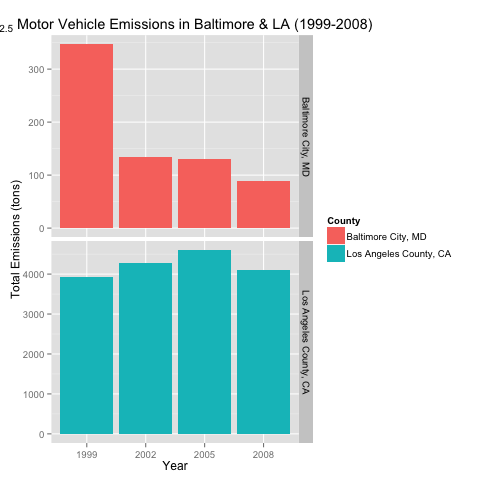 2.5 Motor Vehicle Emissions in Baltimore & LA (1999-2008)
Total Emissions (tons)
300
200
100
0
Baltimore City, MD
4000
3000
2000
1000
0
Los Angeles County, CA
1999 2002 2005 2008
Year
County
Baltimore City, MD
Los Angeles County, CA